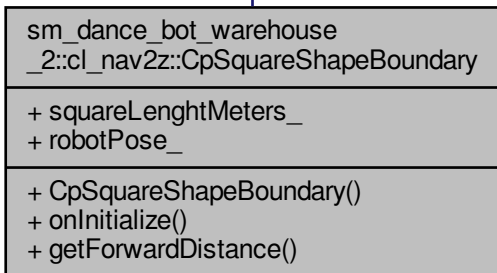 sm_dance_bot_warehouse
_2::cl_nav2z::CpSquareShapeBoundary
+ squareLenghtMeters_
+ robotPose_
+ CpSquareShapeBoundary()
+ onInitialize()
+ getForwardDistance()